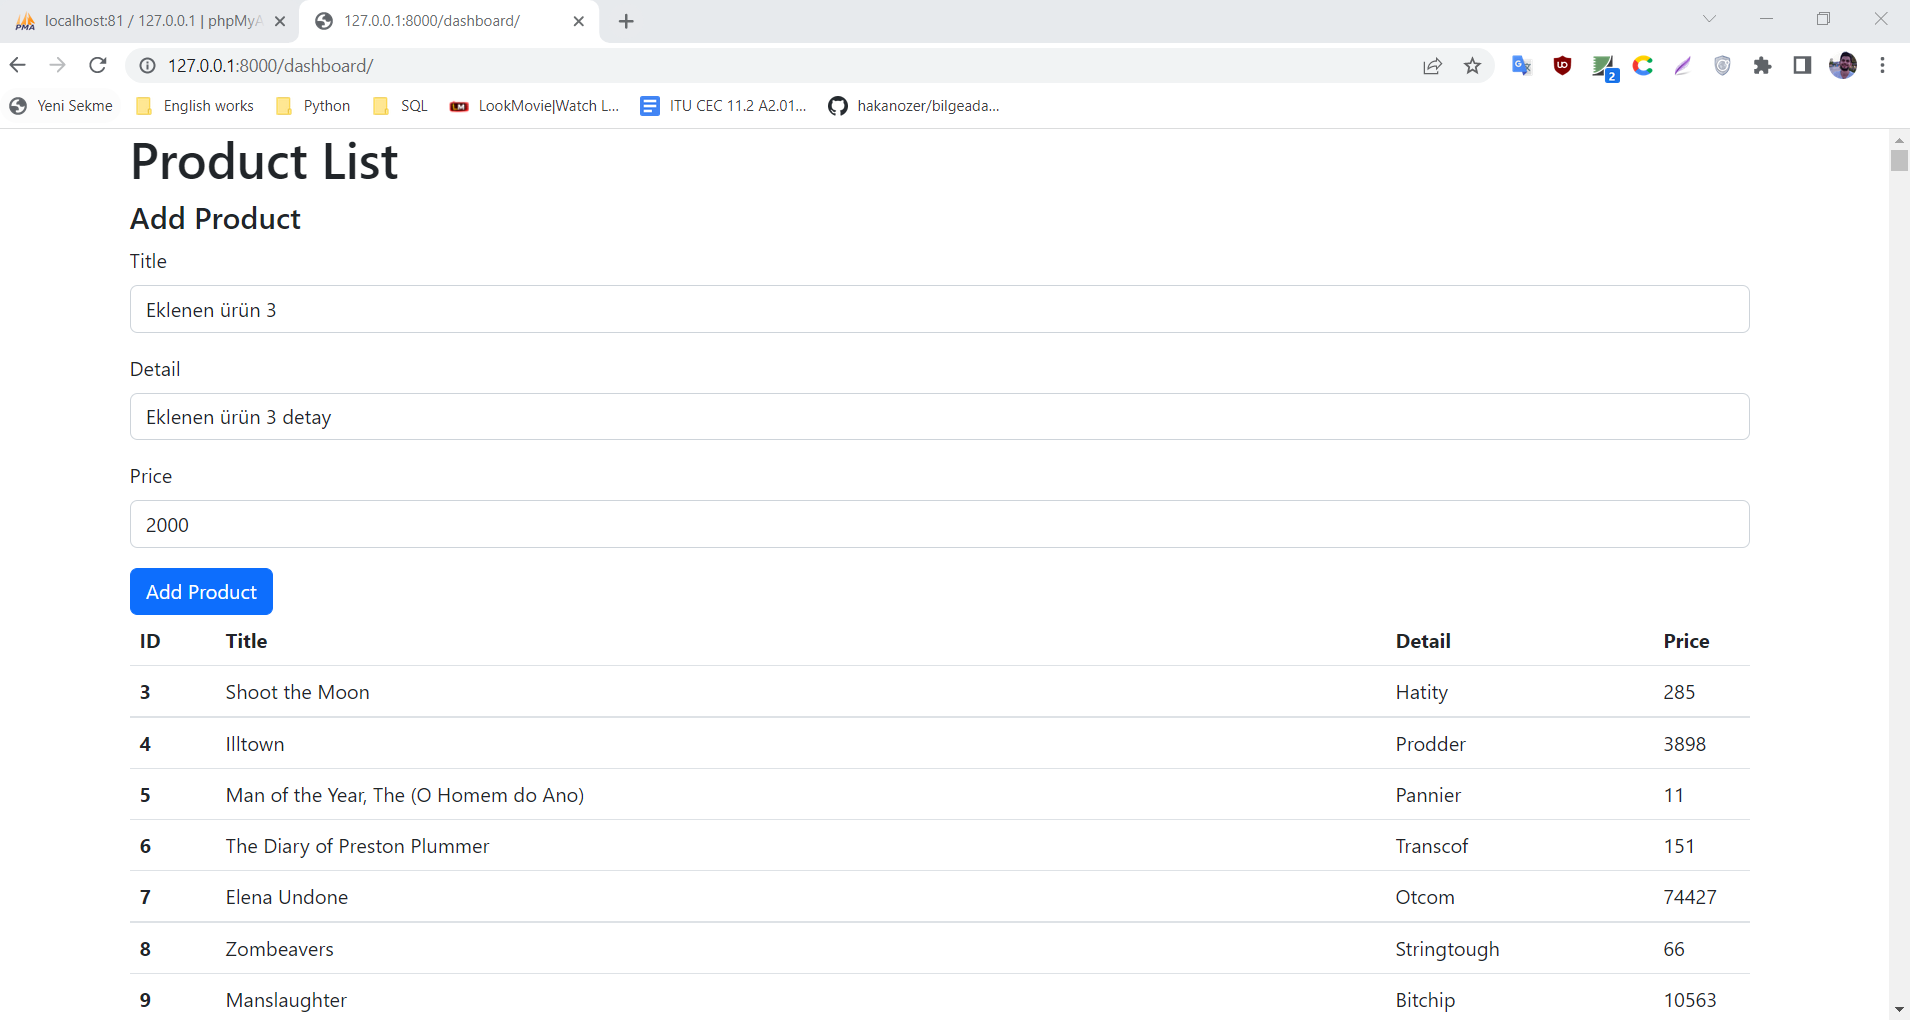 localhost:81 / 127.0.0.1 | phpMyA
127.0.0.1:8000/dashboard/
127.0.0.1:8000/dashboard/
2
Yeni Sekme English works Python SQL LookMovie|Watch L... ITU CEC 11.2 A2.01... hakanozer/bilgeada...
Product List
Add Product
Title
Eklenen ürün 3
Detail
Eklenen ürün 3 detay
Price
2000
Add Product
ID Title Detail Price
3 Shoot the Moon Hatity 285
4 Illtown Prodder 3898
5 Man of the Year, The (O Homem do Ano) Pannier 11
6 The Diary of Preston Plummer Transcof 151
7 Elena Undone Otcom 74427
8 Zombeavers Stringtough 66
9 Manslaughter Bitchip 10563